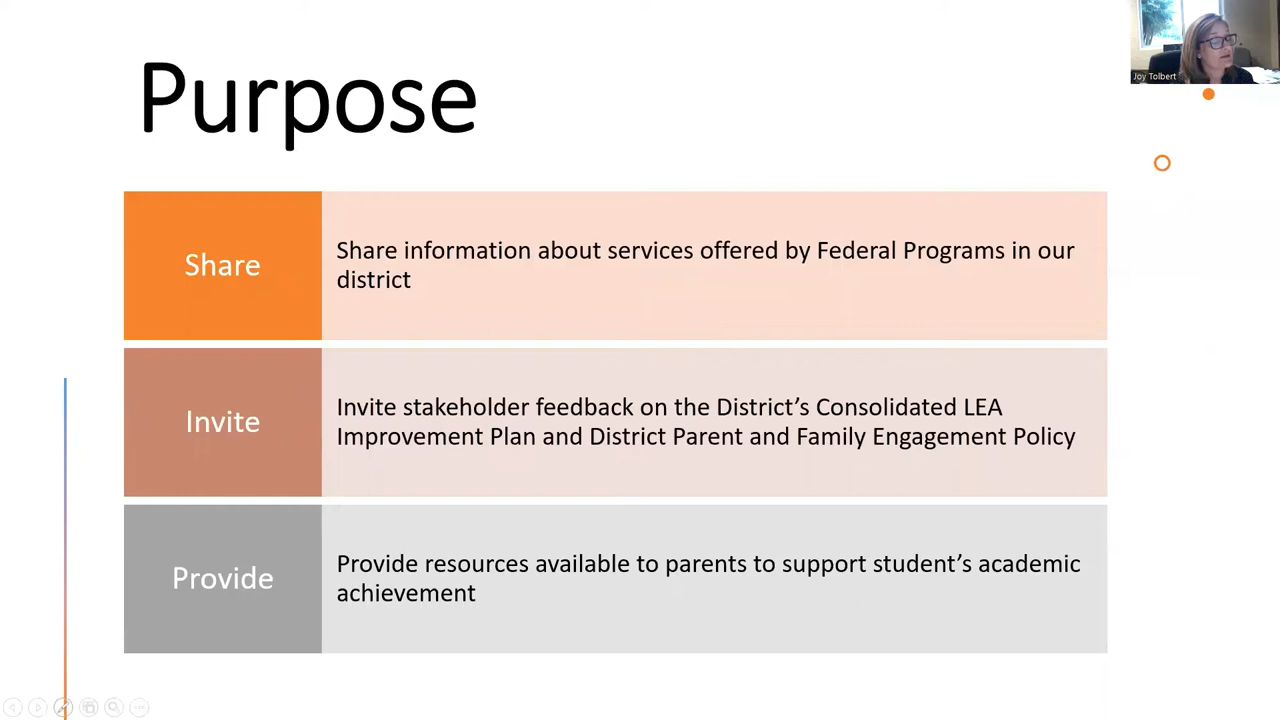 Purpose
Joy Tolbert
Share
Share information about services offered by Federal Programs in our
district
Invite
Invite stakeholder feedback on the District’s Consolidated LEA
Improvement Plan and District Parent and Family Engagement Policy
Provide
Provide resources available to parents to support student’s academic
achievement